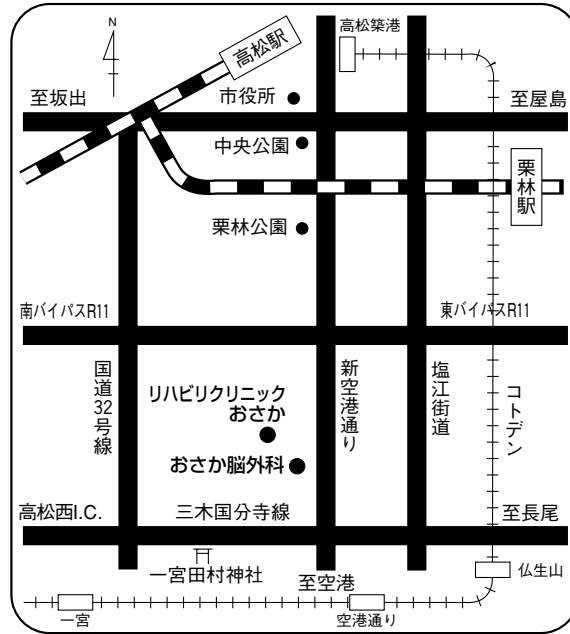 N
高松駅
高松築港
至坂出
市役所
至屋島
中央公園
栗林駅
栗林公園
南バイパスR11
東バイパスR11
国道32号線
リハビリクリニック
おさか
新空港通り
塩江街道
コトデン
おさか脳外科
高松西I.C.
三木国分寺線
至長尾
一宮田村神社
至空港
仏生山
一宮
空港通り